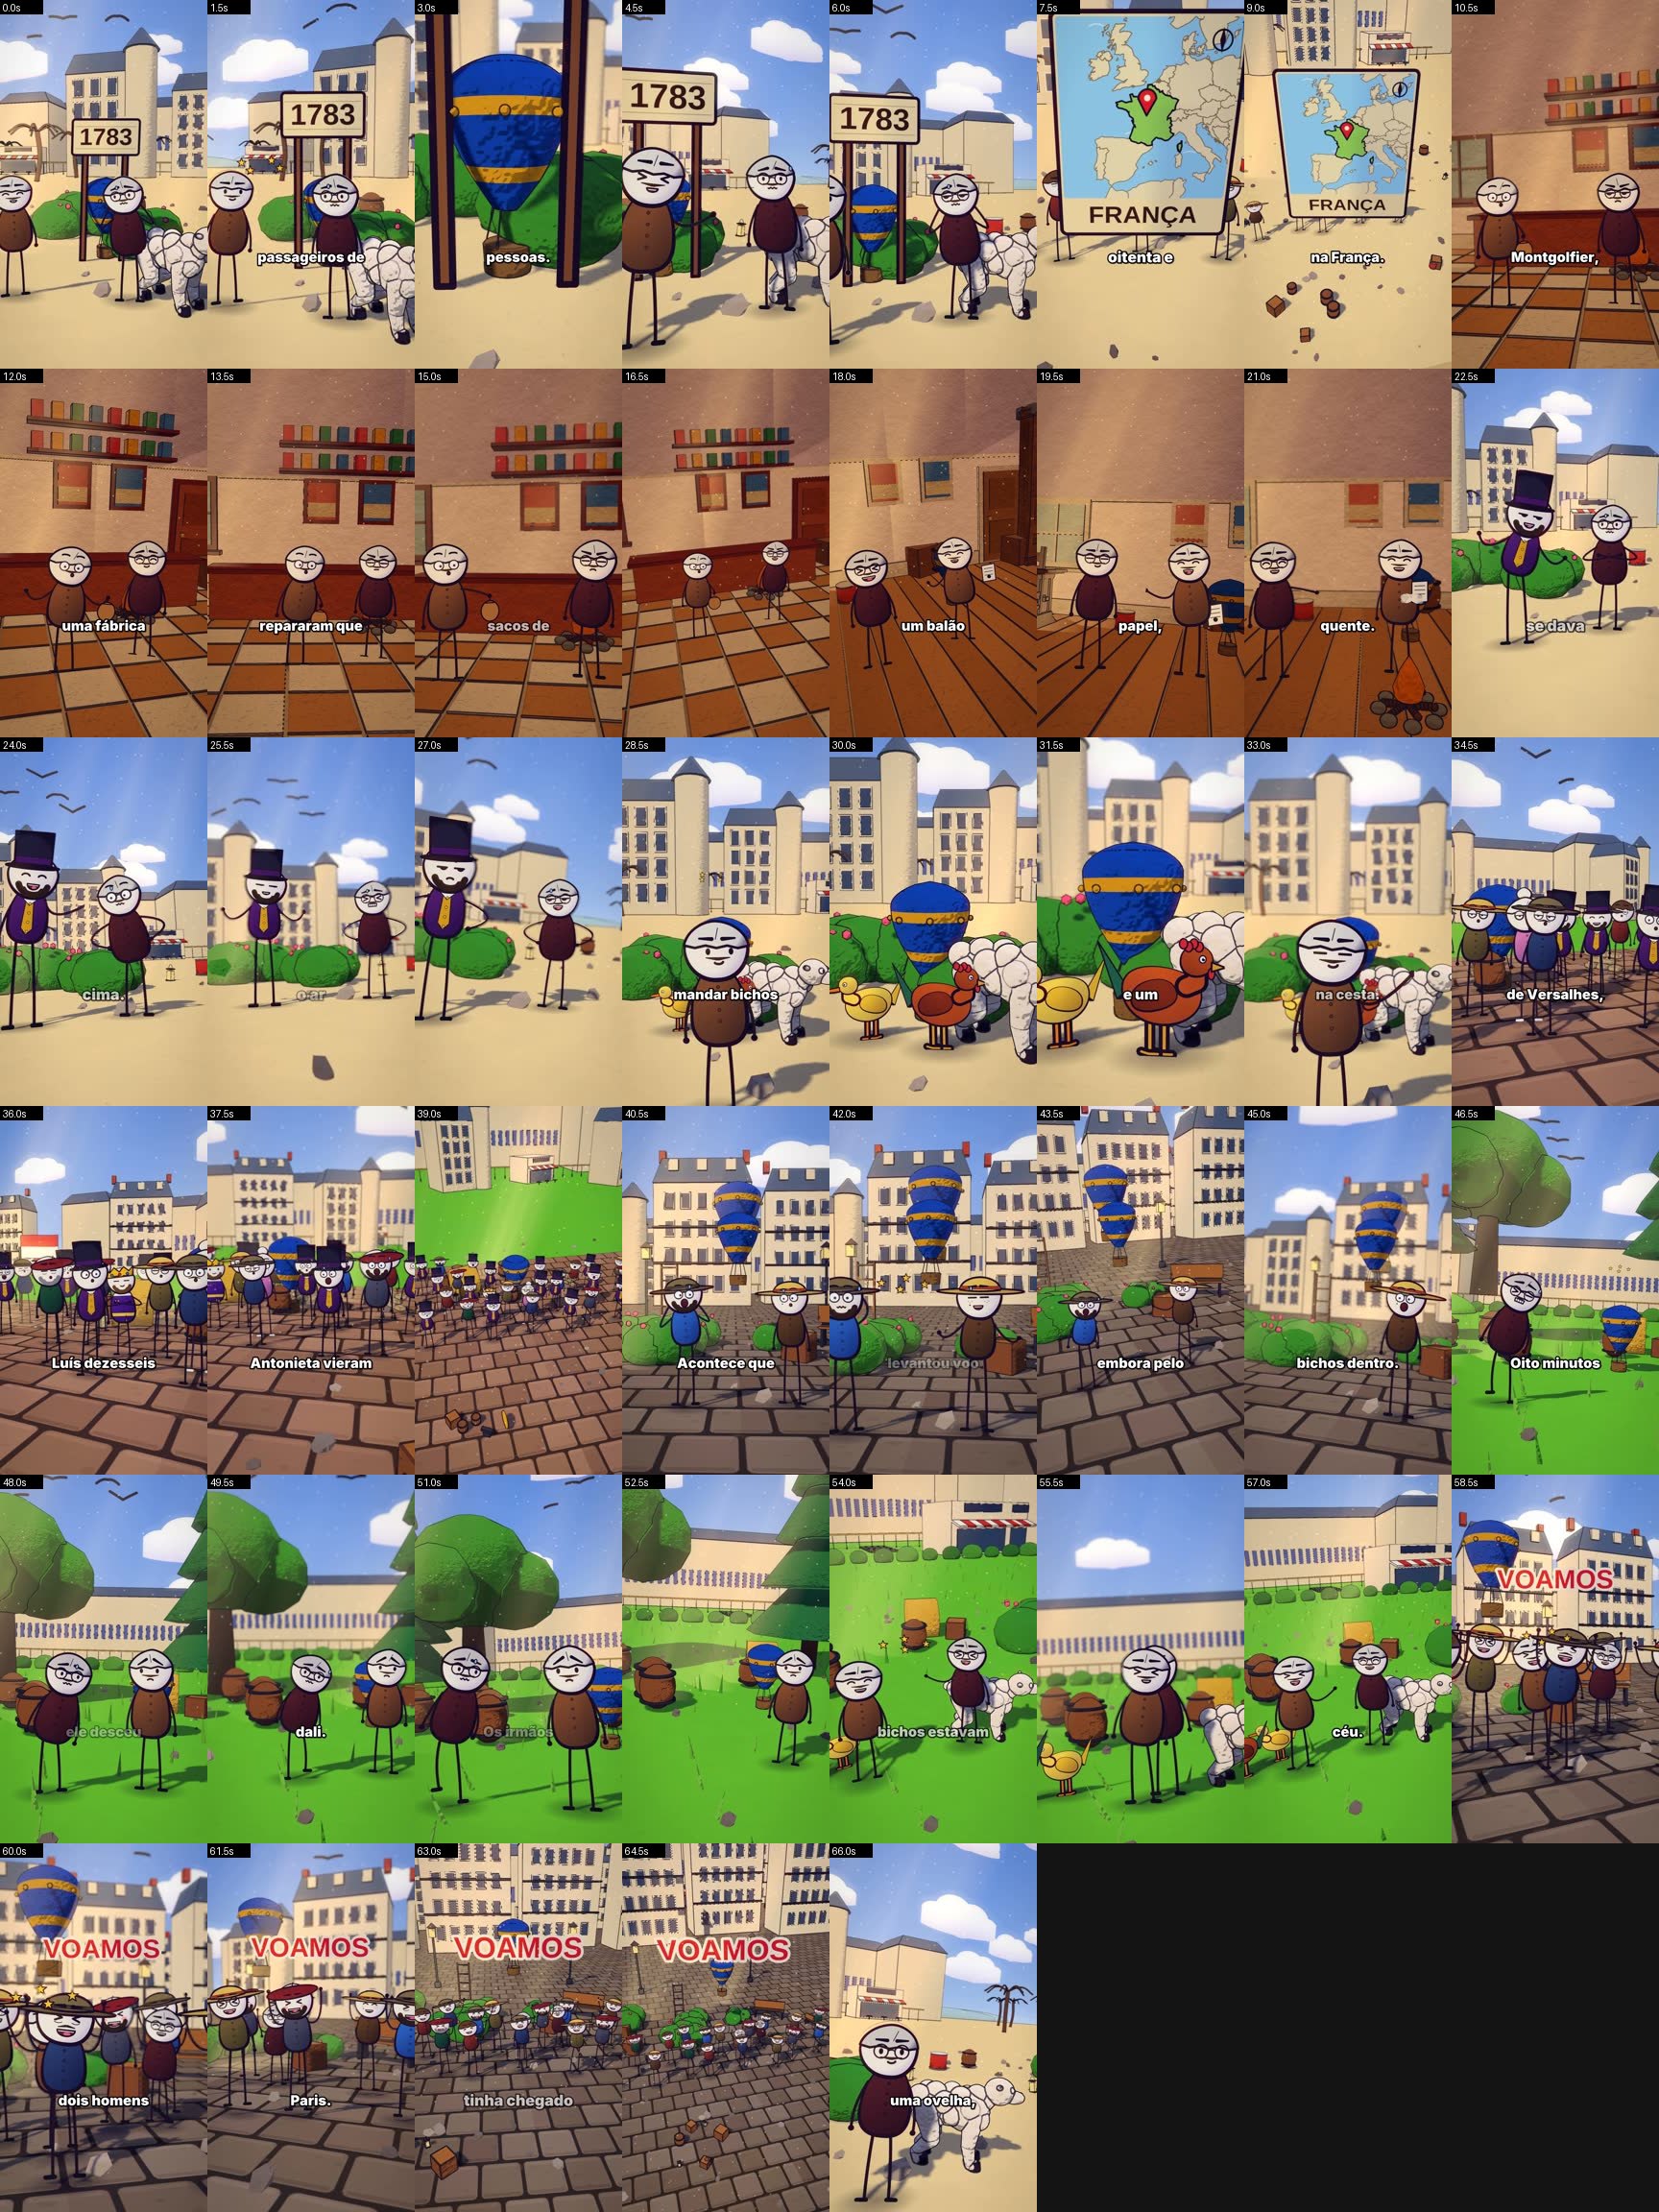 0.0s
1.5s
3.0s
4.5s
6.0s
7.5s
9.0s
10.5s
1783
1783
passageiros de
pessoas.
1783
1783
FRANÇA
oitenta e
FRANÇA
na França.
Montgolfier,
12.0s
13.5s
15.0s
16.5s
18.0s
19.5s
21.0s
22.5s
uma fábrica
repararam que
sacos de
um balão
papel,
quente.
se dava
24.0s
25.5s
27.0s
28.5s
30.0s
31.5s
33.0s
34.5s
cima.
o ar
mandar bichos
e um
na cesta.
de Versalhes,
36.0s
37.5s
39.0s
40.5s
42.0s
43.5s
45.0s
46.5s
Luís dezesseis
Antonieta vieram
Acontece que
levantou voo
embora pelo
bichos dentro.
Oito minutos
48.0s
49.5s
51.0s
52.5s
54.0s
55.5s
57.0s
58.5s
ele desceu
dali.
Os irmãos
bichos estavam
céu.
VOAMOS
60.0s
61.5s
63.0s
64.5s
66.0s
VOAMOS
dois homens
VOAMOS
Paris.
VOAMOS
tinha chegado
VOAMOS
uma ovelha,